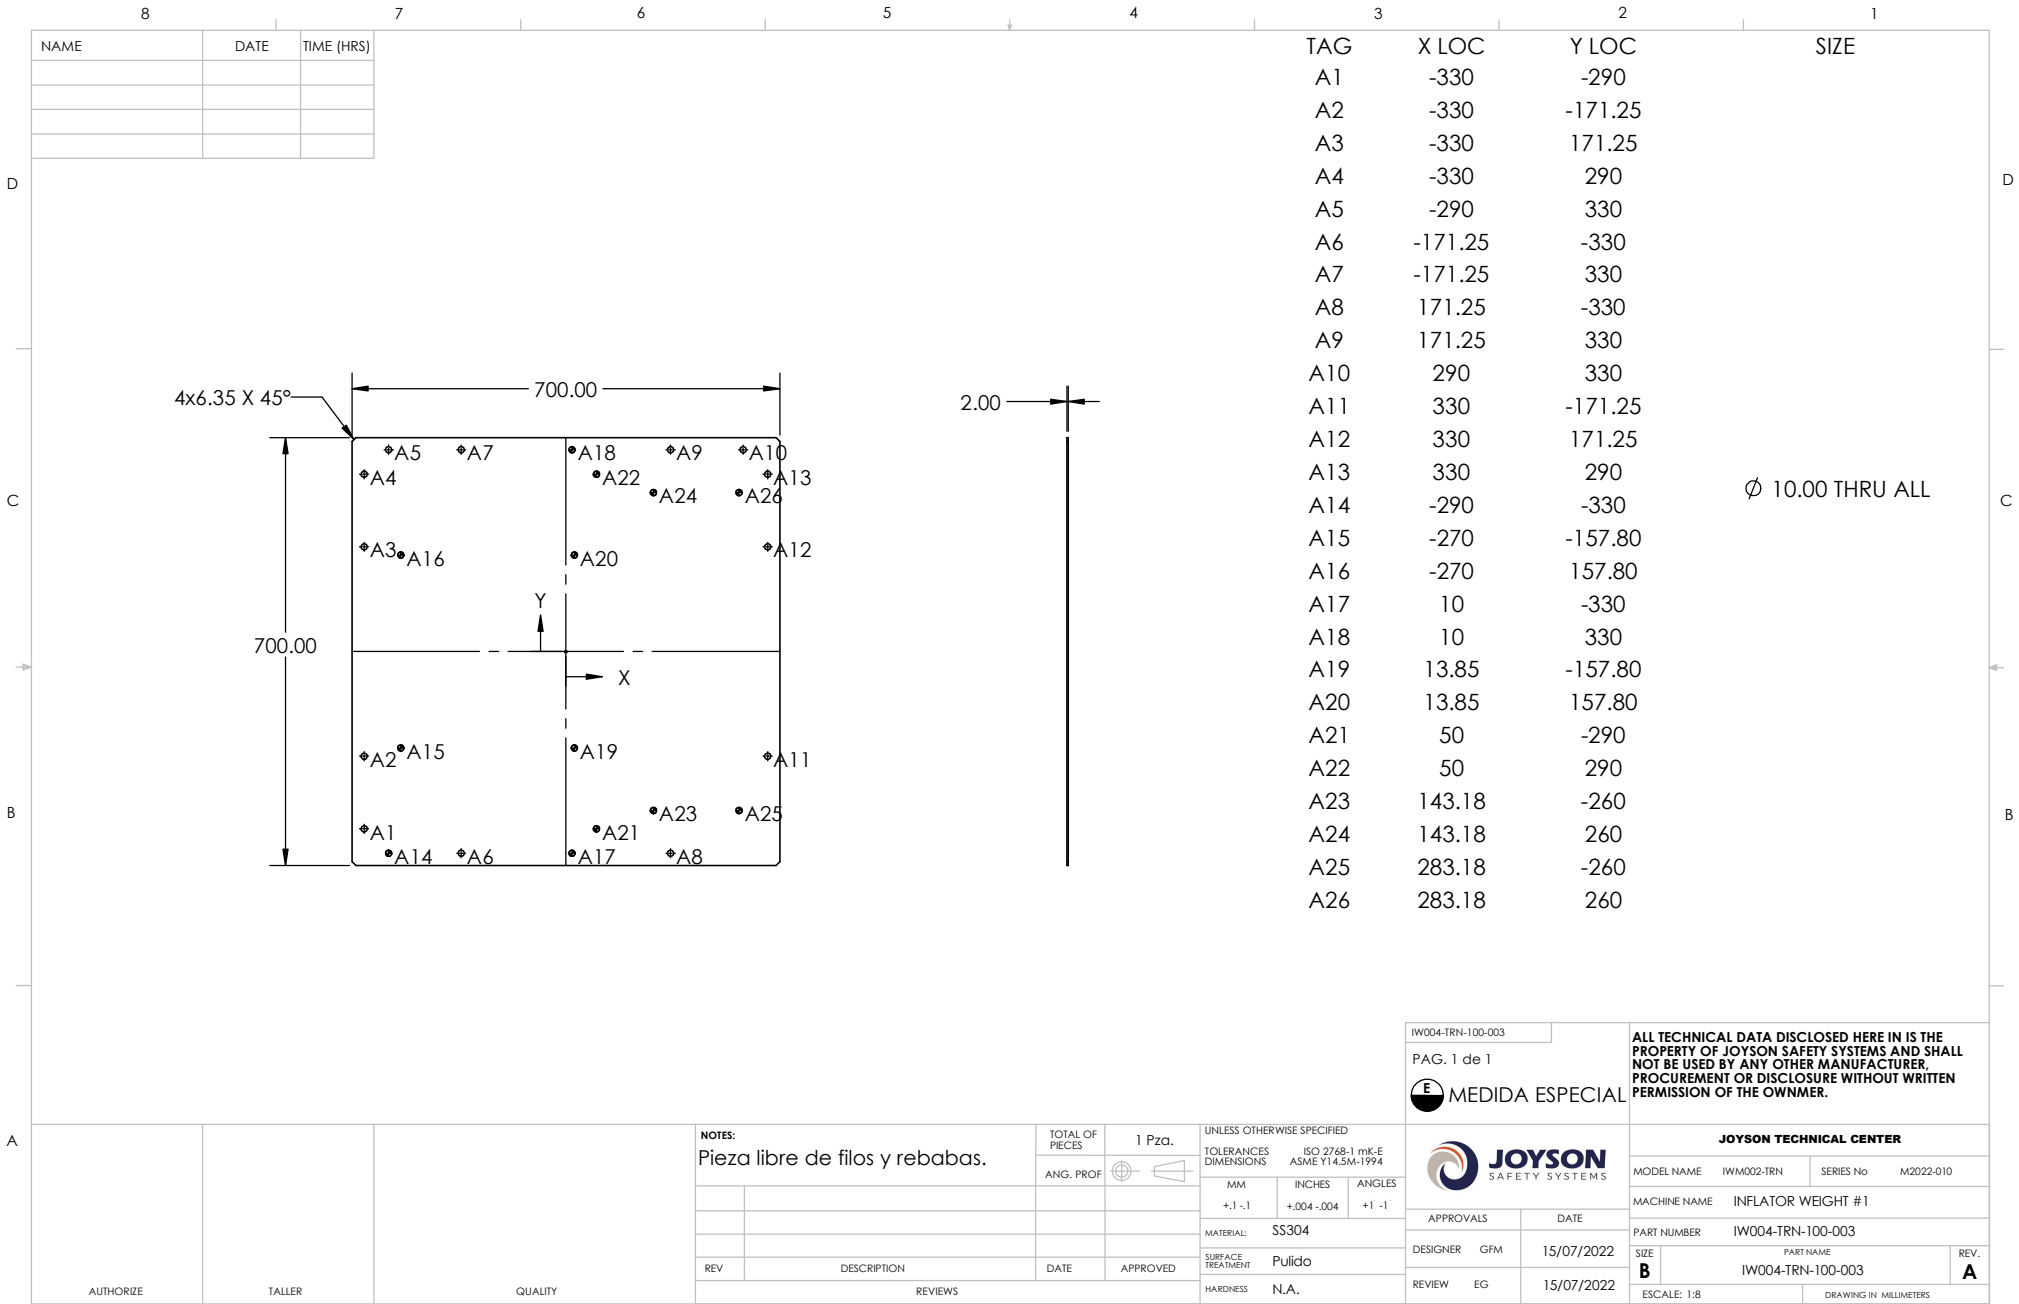 8 7 6 5 4 3 2 1
NAME DATE TIME (HRS)
TAG X LOC Y LOC SIZE
A1 -330 -290
A2 -330 -171.25
A3 -330 171.25
A4 -330 290
A5 -290 330
A6 -171.25 -330
A7 -171.25 330
A8 171.25 -330
A9 171.25 330
A10 290 330
A11 330 -171.25
A12 330 171.25
A13 330 290
A14 -290 -330
A15 -270 -157.80
A16 -270 157.80
A17 10 -330
A18 10 330
A19 13.85 -157.80
A20 13.85 157.80
A21 50 -290
A22 50 290
A23 143.18 -260
A24 143.18 260
A25 283.18 -260
A26 283.18 260
∅ 10.00 THRU ALL
D D
C C
B B
A
4x6.35 X 45°
700.00
2.00
A5 A7 A18 A9 A10
A4 A22 A13
A24 A26
A3 A16 A20 A12
Y
700.00
X
A2 A15 A19 A11
A23 A25
A1 A21
A14 A6 A17 A8
IW004-TRN-100-003
PAG. 1 de 1
E MEDIDA ESPECIAL
ALL TECHNICAL DATA DISCLOSED HERE IN IS THE
PROPERTY OF JOYSON SAFETY SYSTEMS AND SHALL
NOT BE USED BY ANY OTHER MANUFACTURER,
PROCUREMENT OR DISCLOSURE WITHOUT WRITTEN
PERMISSION OF THE OWNMER.
AUTHORIZE TALLER QUALITY
NOTES:
Pieza libre de filos y rebabas.
TOTAL OF
PIECES
1 Pza.
ANG. PROF
REV DESCRIPTION DATE APPROVED
REVIEWS
UNLESS OTHERWISE SPECIFIED
TOLERANCES ISO 2768-1 mK-E
DIMENSIONS ASME Y14.5M-1994
MM INCHES ANGLES
+.1 -.1 +.004 -.004 +1 -1
MATERIAL: SS304
SURFACE
TREATMENT
Pulido
HARDNESS N.A.
JOYSON
SAFETY SYSTEMS
APPROVALS DATE
DESIGNER GFM 15/07/2022
REVIEW EG 15/07/2022
JOYSON TECHNICAL CENTER
MODEL NAME IWM002-TRN SERIES No M2022-010
MACHINE NAME INFLATOR WEIGHT #1
PART NUMBER IW004-TRN-100-003
SIZE PART NAME REV.
B IW004-TRN-100-003 A
ESCALE: 1:8 DRAWING IN MILLIMETERS